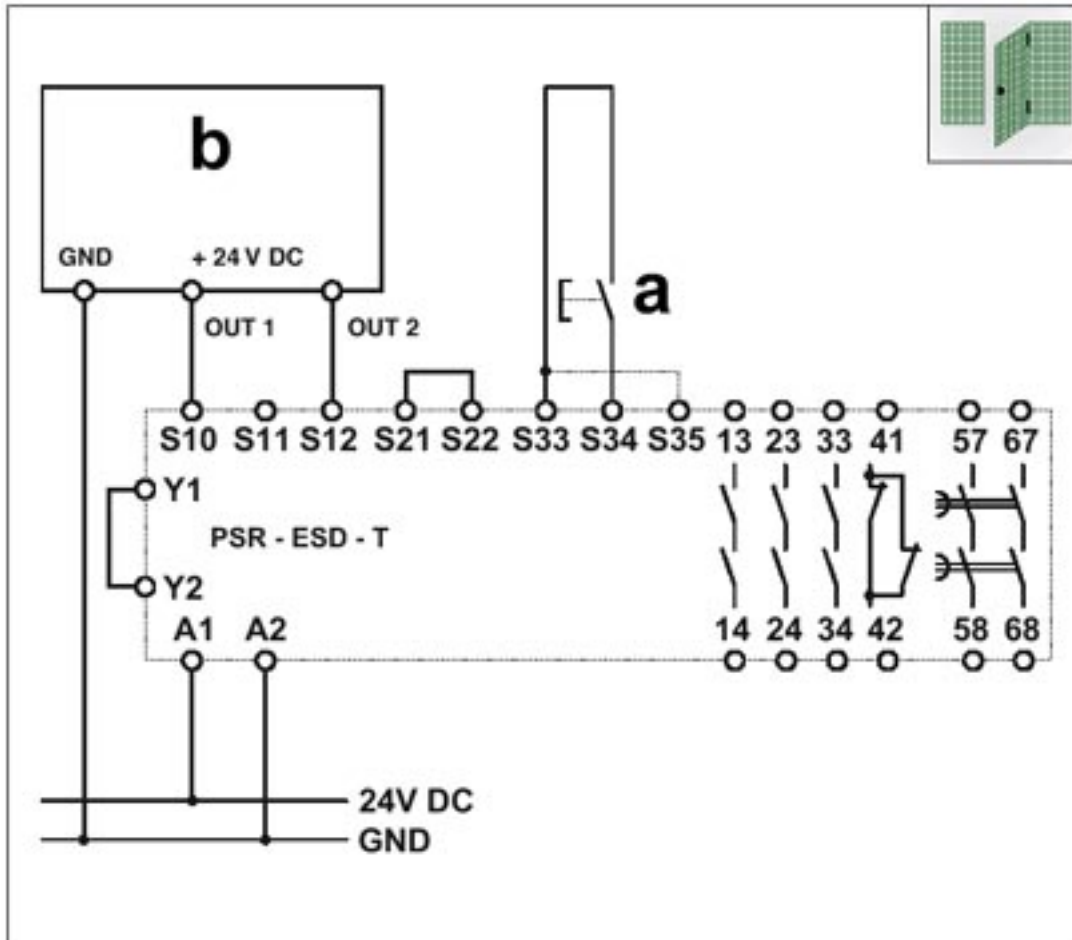 b
GND + 24 V DC
OUT 1 OUT 2
a
S10 S11 S12 S21 S22 S33 S34 S35 13 23 33 41 57 67
Y1
PSR - ESD - T
Y2
A1 A2 14 24 34 42 58 68
24V DC
GND